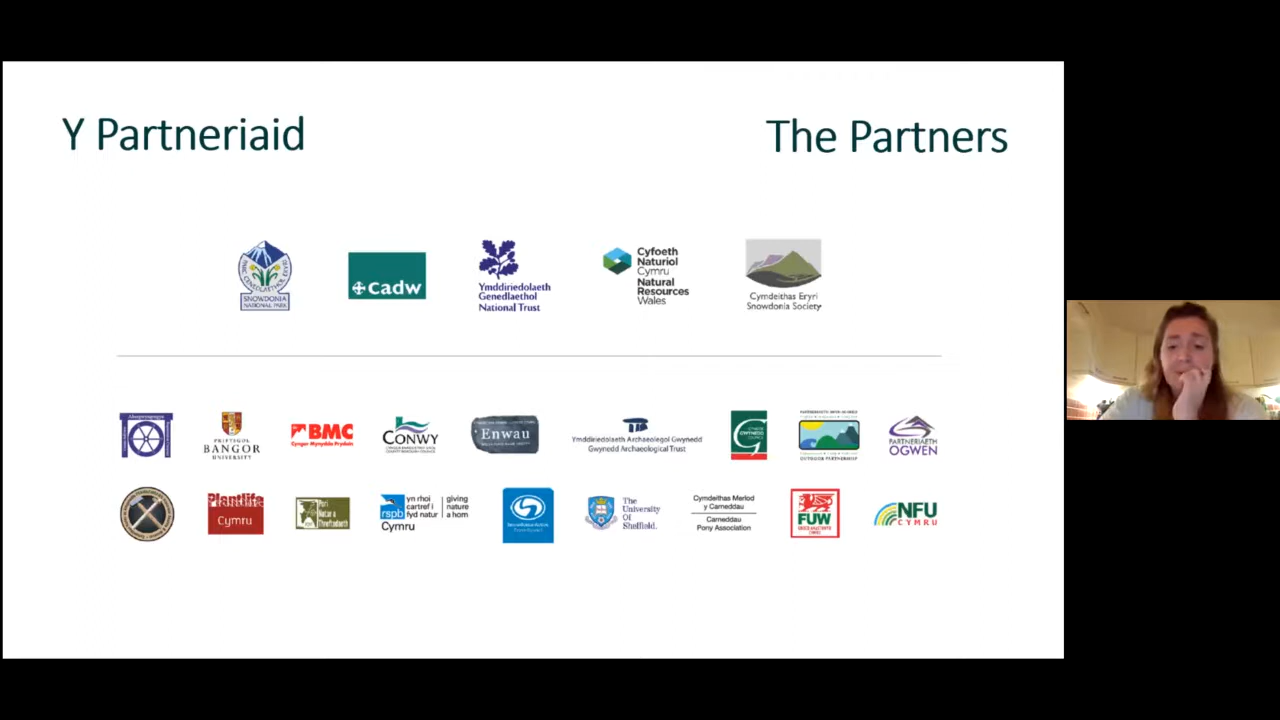 Y Partneriaid
The Partners
SNOWDONIA
NATIONAL PARK
Cadw
Ymddiriedolaeth
Genedlaethol
National Trust
Cyfoeth
Naturiol
Cymru
Natural
Resources
Wales
Cymdeithas Eryri
Snowdonia Society
PRIFYSGOL
BANGOR
UNIVERSITY
BMC
CONWY
Enwau
Ymddiriedolaeth Archaeolegol Gwynedd
Gwynedd Archaeological Trust
PARTNERIAETH
OGWEN
Plantlife
Cymru
Pori
Natur a
Threftadaeth
rspb
Cymru
yn rhoi
cartref i
fyd natur
giving
nature
a home
The
University
Of
Sheffield.
Cymdeithas Merlod
y Carneddau
Carneddau
Pony Association
FUW
NFU
CYMRU